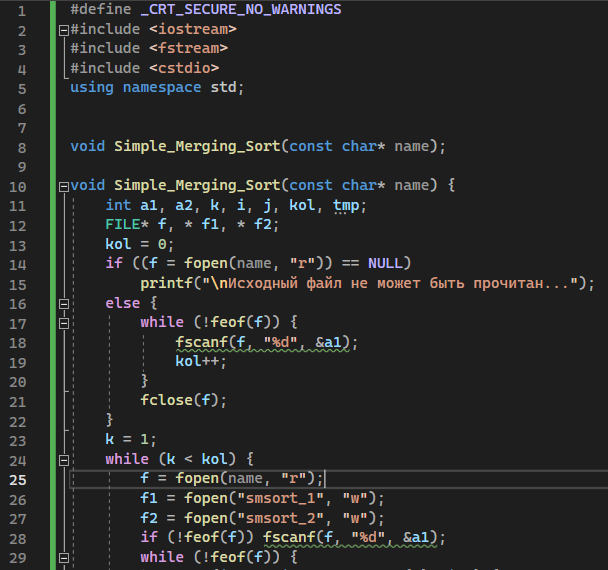 1 #define _CRT_SECURE_NO_WARNINGS
2 #include <iostream>
3 #include <fstream>
4 #include <cstdio>
5 using namespace std;
6
7
8 void Simple_Merging_Sort(const char* name);
9
10 void Simple_Merging_Sort(const char* name) {
11 int a1, a2, k, i, j, kol, tmp;
12 FILE* f, * f1, * f2;
13 kol = 0;
14 if ((f = fopen(name, "r")) == NULL)
15 printf("\nИсходный файл не может быть прочитан...");
16 else {
17 while (!feof(f)) {
18 fscanf(f, "%d", &a1);
19 kol++;
20 }
21 fclose(f);
22 }
23 k = 1;
24 while (k < kol) {
25 f = fopen(name, "r");
26 f1 = fopen("smsort_1", "w");
27 f2 = fopen("smsort_2", "w");
28 if (!feof(f)) fscanf(f, "%d", &a1);
29 while (!feof(f)) {